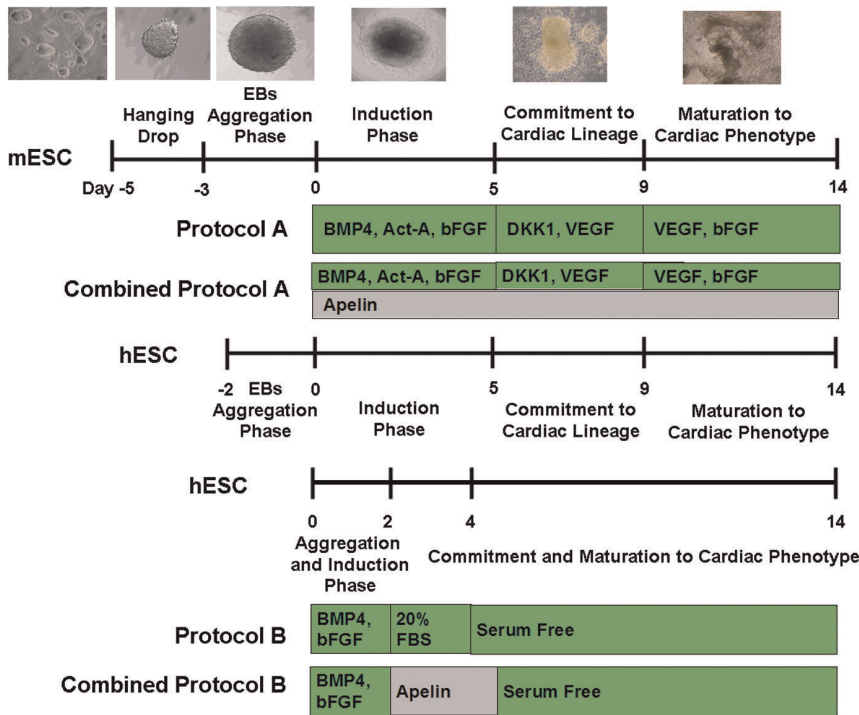 Hanging
Drop
EBs
Aggregation
Phase
Induction
Phase
Commitment to
Cardiac Lineage
Maturation to
Cardiac Phenotype
mESC
Day -5
-3
0
5
9
14
Protocol A
BMP4, Act-A, bFGF
DKK1, VEGF
VEGF, bFGF
Combined Protocol A
BMP4, Act-A, bFGF
DKK1, VEGF
VEGF, bFGF
Apelin
hESC
-2
0
5
9
14
EBs
Aggregation
Phase
Induction
Phase
Commitment to
Cardiac Lineage
Maturation to
Cardiac Phenotype
hESC
0
2
4
14
Aggregation
and Induction
Phase
Commitment and Maturation to Cardiac Phenotype
Protocol B
BMP4,
bFGF
20%
FBS
Serum Free
Combined Protocol B
BMP4,
bFGF
Apelin
Serum Free